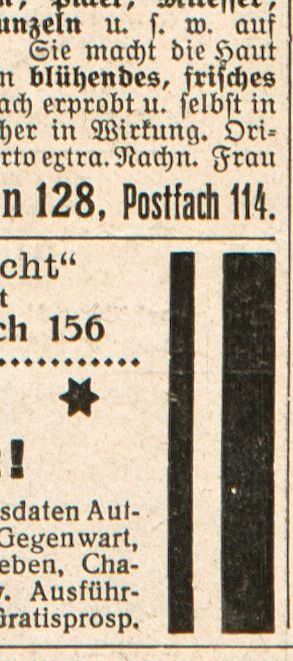 unzeln u. ſ. w. auf
Sie macht die Haut
n blühendes, friſches
ach erprobt u. ſelbſt in
her in Wirkung. Ori-
rto extra. Nachn. Frau
n 128, Postfach 114.
cht“
t
ch 156
!
sdaten Auf-
Gegenwart,
eben, Cha-
v. Ausführ-
Gratisprosp.